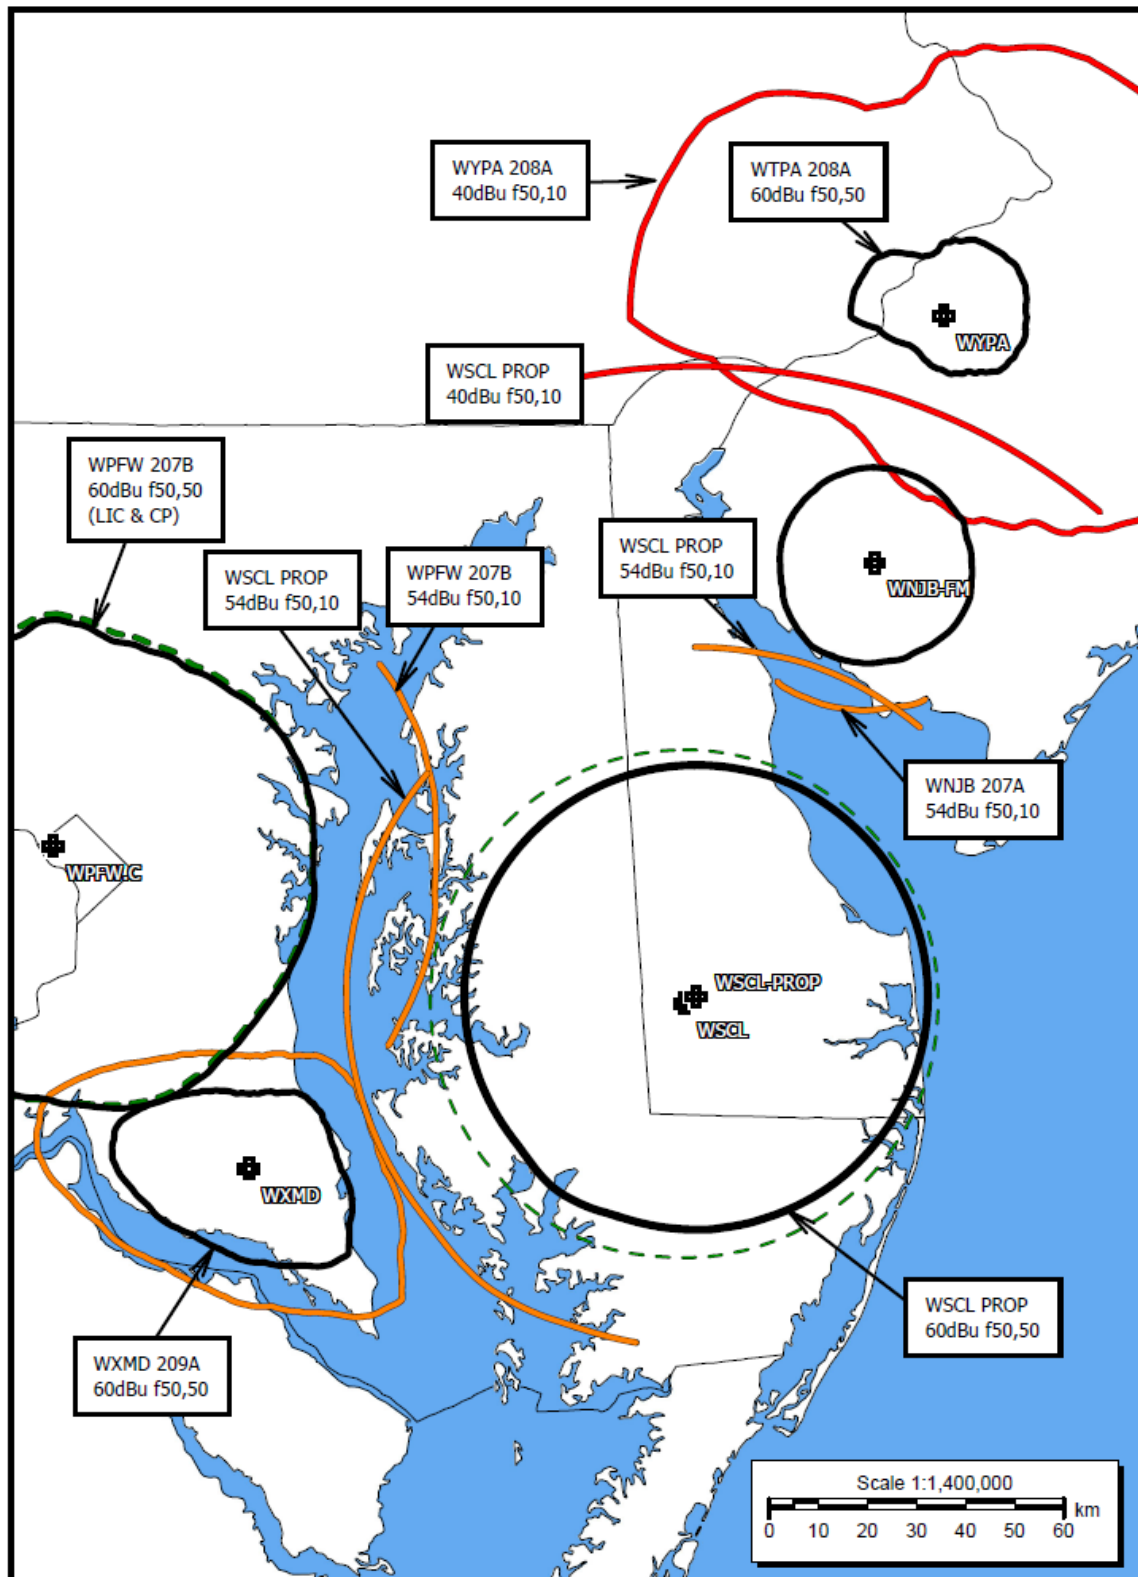 WYPA 208A
40dBu f50,10
WTPA 208A
60dBu f50,50
WYPA
WSCL PROP
40dBu f50,10
WPFW 207B
60dBu f50,50
(LIC & CP)
WSCL PROP
54dBu f50,10
WPFW 207B
54dBu f50,10
WSCL PROP
54dBu f50,10
WNJB-FM
WNJB 207A
54dBu f50,10
WPFW.C
WSCL-PROP
WSCL
WXMD
WSCL PROP
60dBu f50,50
WXMD 209A
60dBu f50,50
Scale 1:1,400,000
km
0 10 20 30 40 50 60